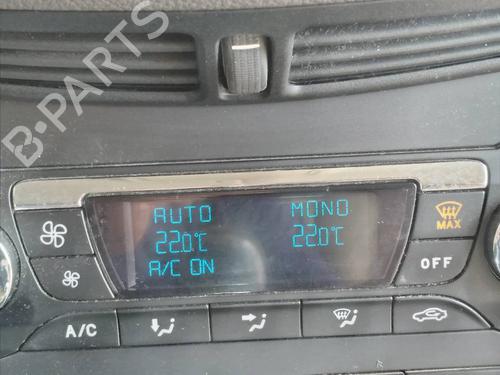 B-PARTS
AUTO MONO
22.0°C 22.0°C
A/C ON
MAX
OFF
A/C